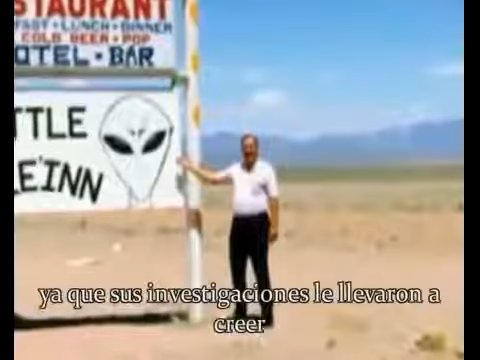 STAURANT
FAST · LUNCH · DINNER
COLD BEER · POP
OTEL · BAR
TTLE
E'INN
ya que sus investigaciones le llevaron a
creer